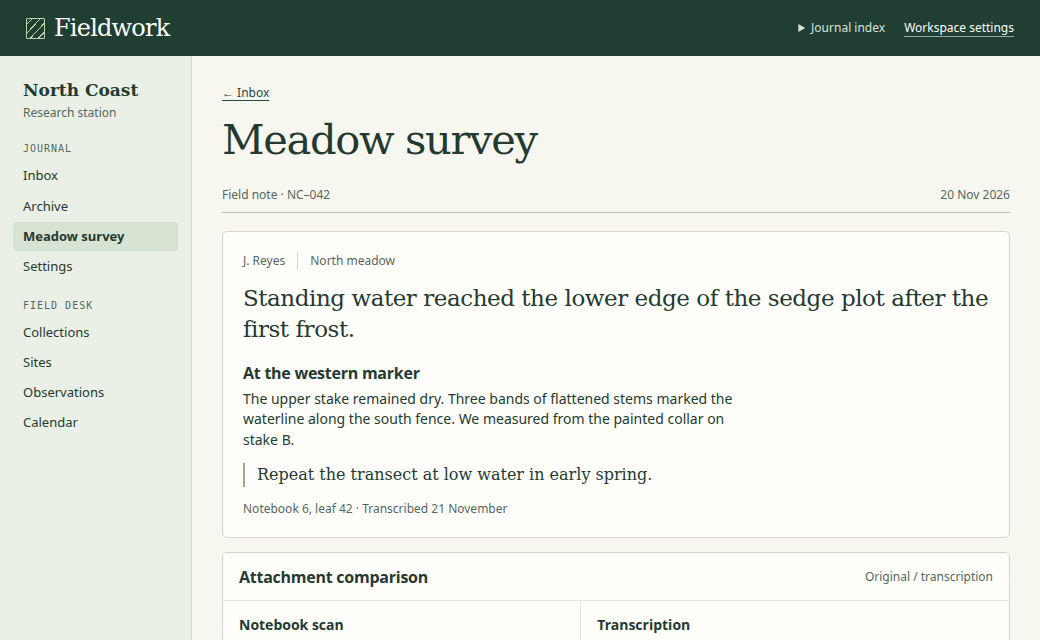 Fieldwork
▶ Journal index
Workspace settings
North Coast
Research station
JOURNAL
Inbox
Archive
Meadow survey
Settings
FIELD DESK
Collections
Sites
Observations
Calendar
← Inbox
Meadow survey
Field note · NC–042
20 Nov 2026
J. Reyes
North meadow
Standing water reached the lower edge of the sedge plot after the
first frost.
At the western marker
The upper stake remained dry. Three bands of flattened stems marked the
waterline along the south fence. We measured from the painted collar on
stake B.
Repeat the transect at low water in early spring.
Notebook 6, leaf 42 · Transcribed 21 November
Attachment comparison
Original / transcription
Notebook scan
Transcription